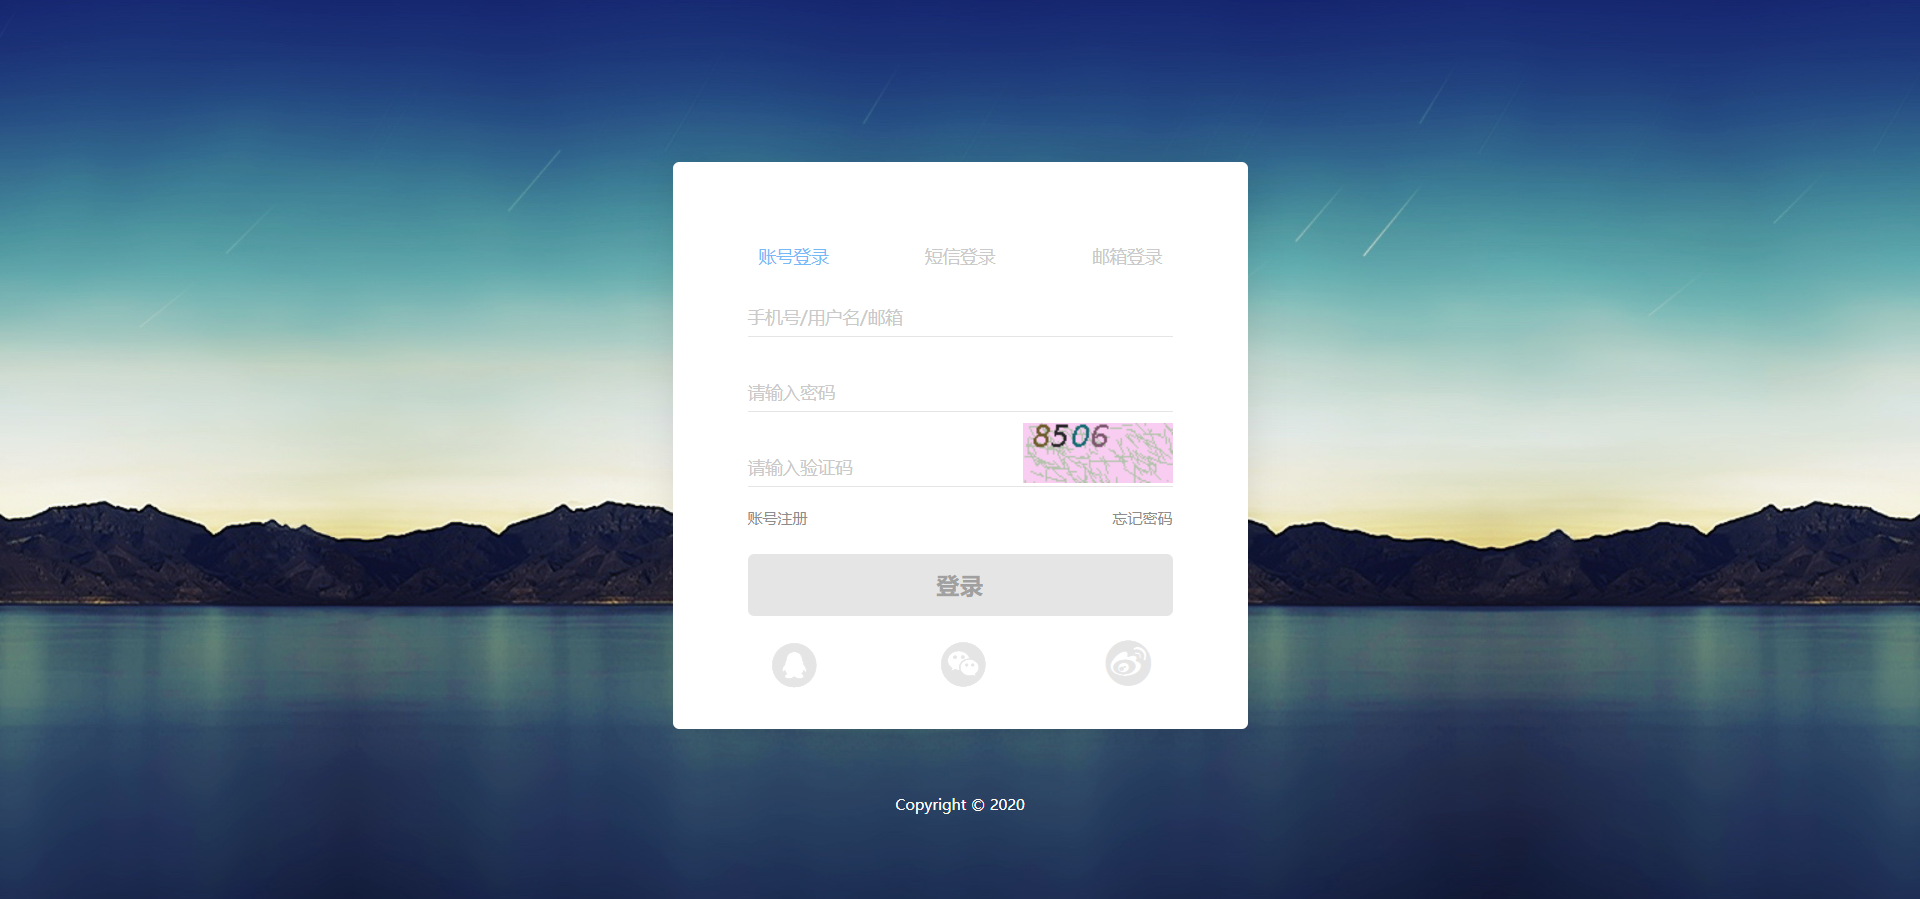 账号登录 短信登录 邮箱登录
手机号/用户名/邮箱
请输入密码
8506
请输入验证码
账号注册 忘记密码
登录
Copyright © 2020